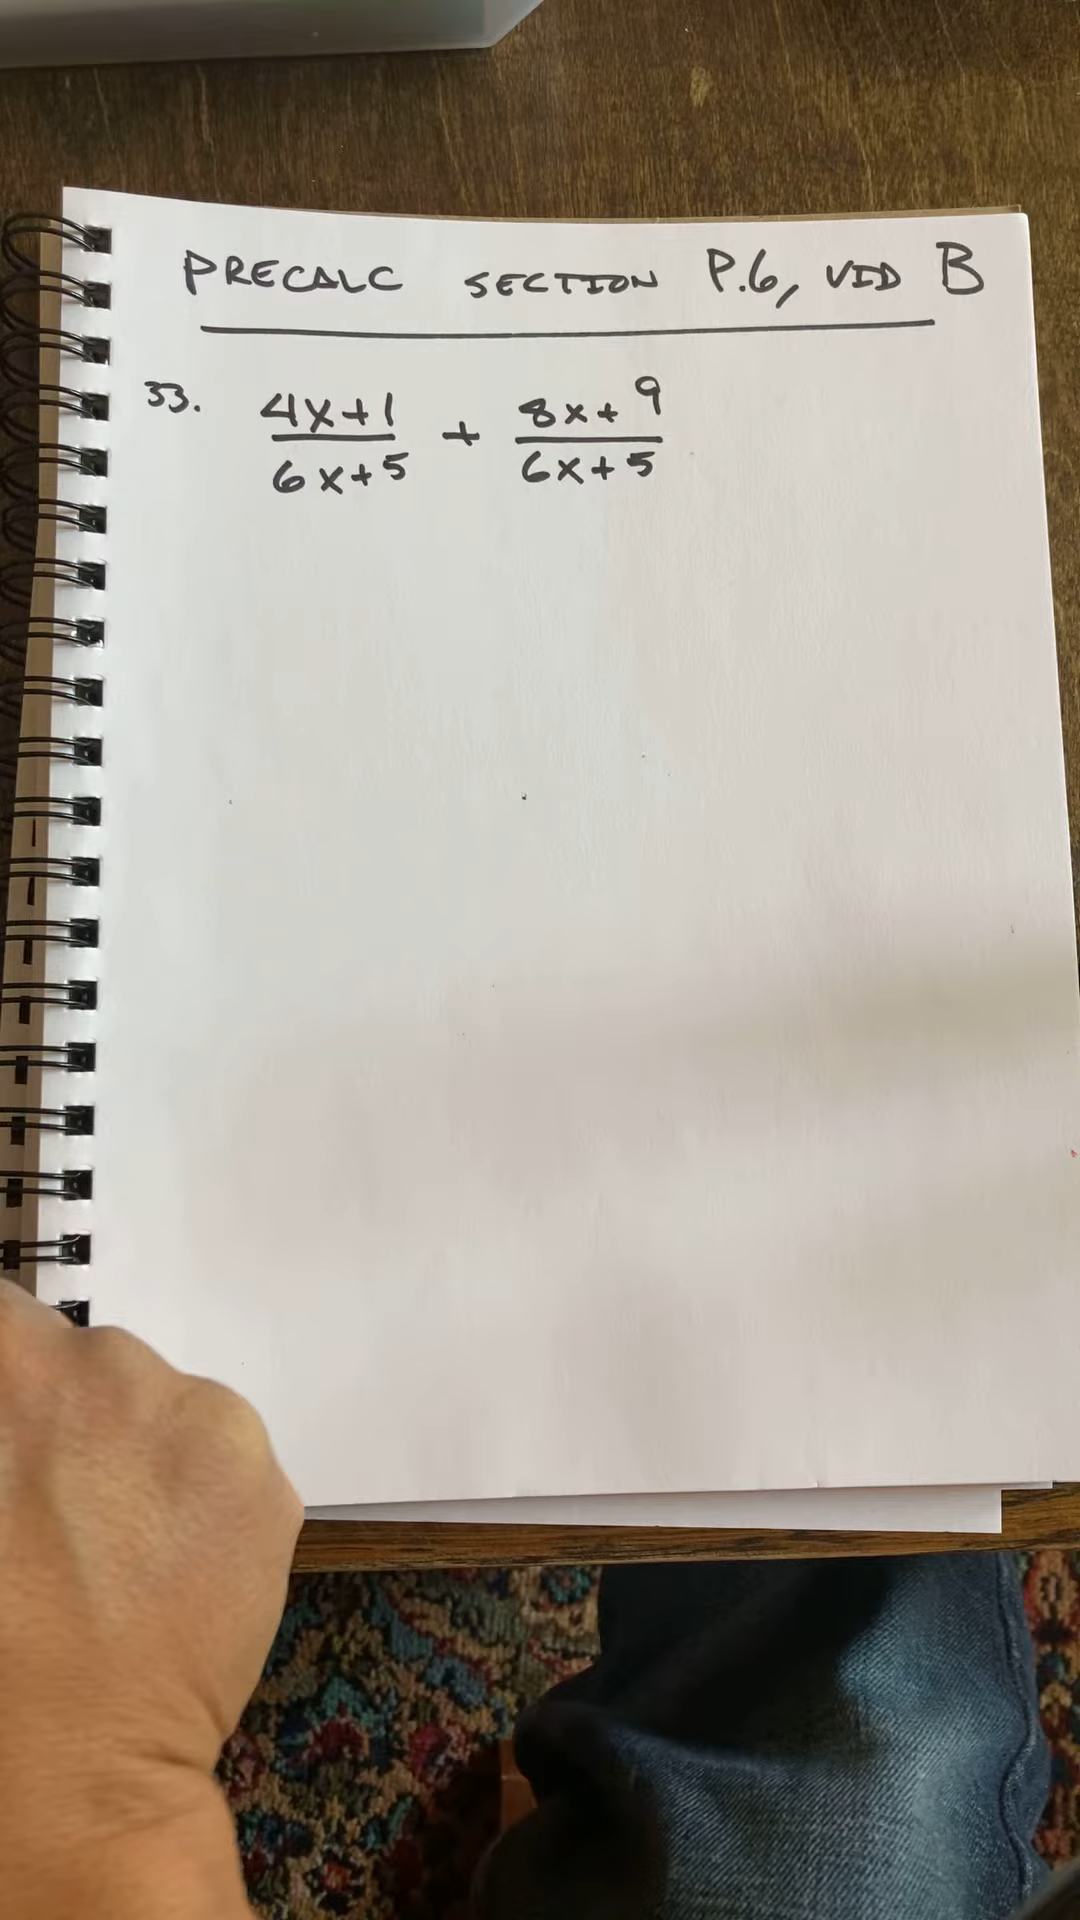 PRECALC SECTION P.6, VID B
33. 4x+1 + 8x+9
6x+5 6x+5